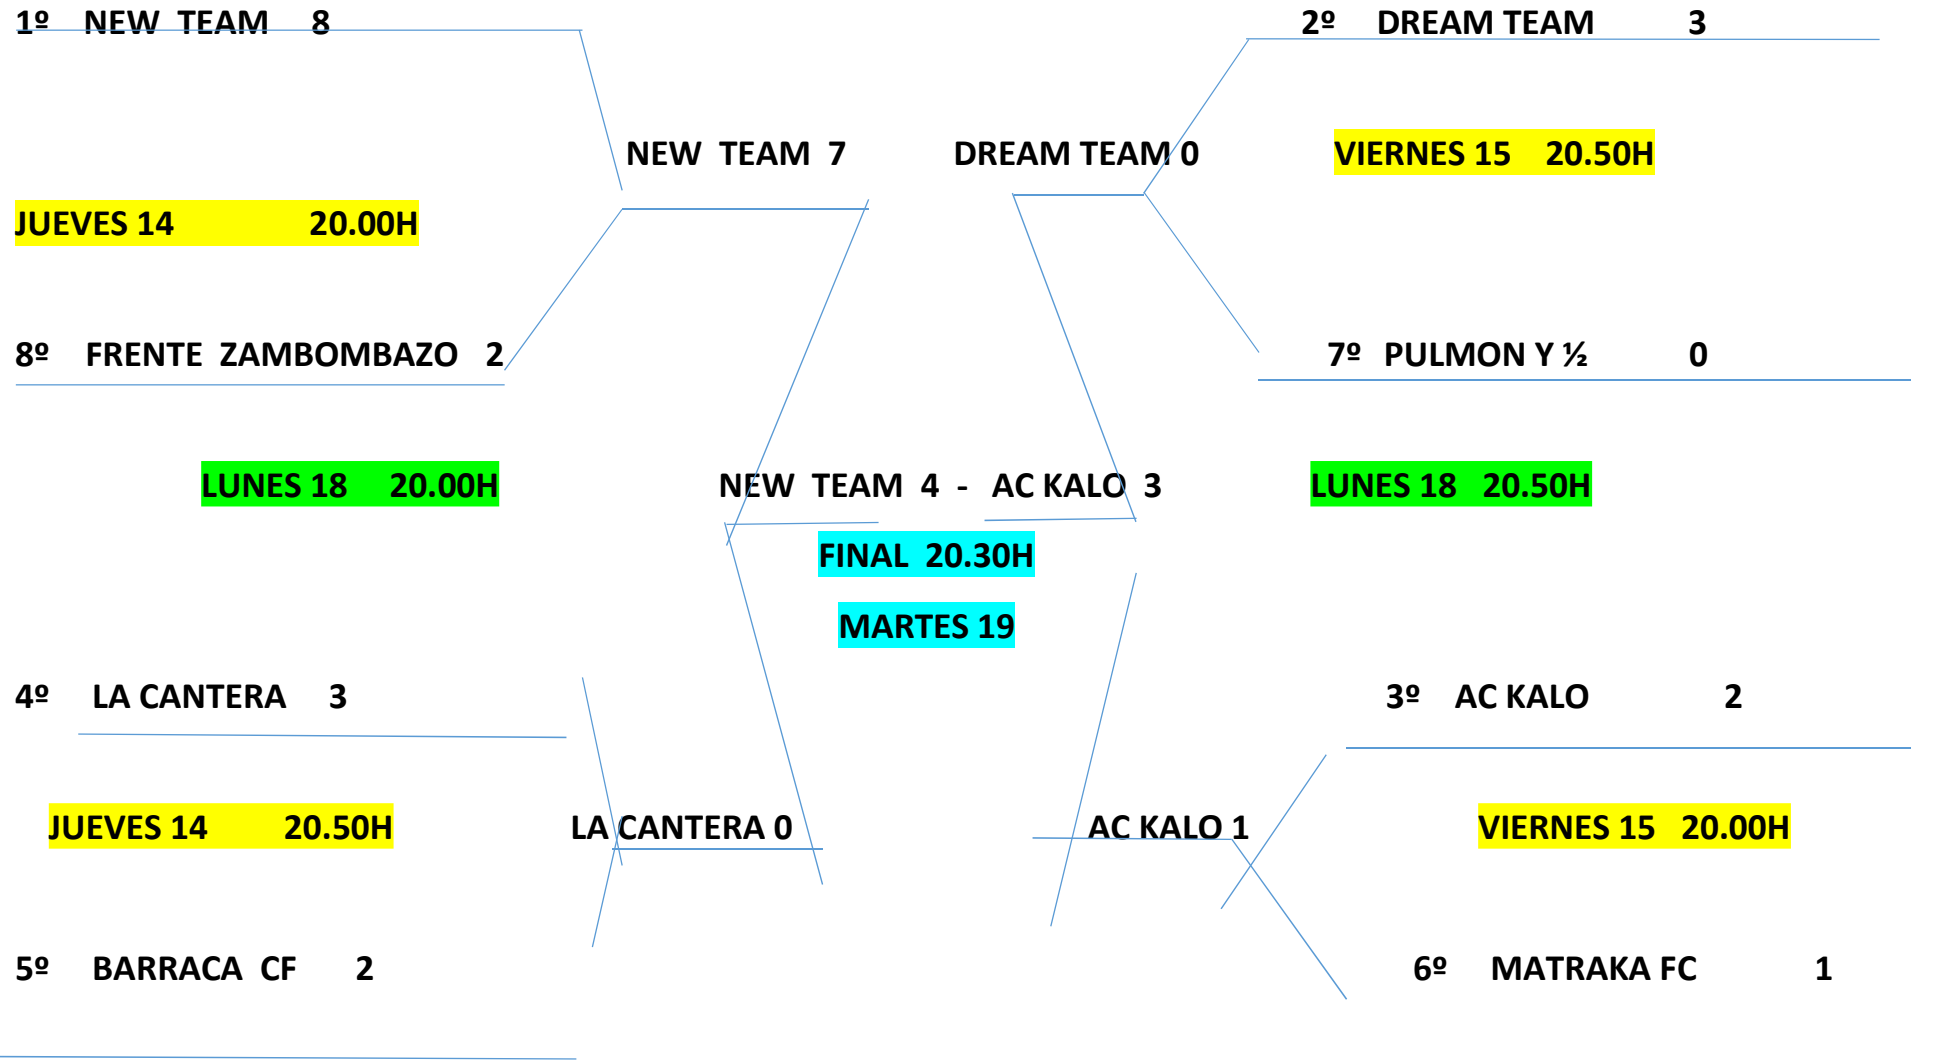 1º NEW TEAM 8 2º DREAM TEAM 3
NEW TEAM 7 DREAM TEAM 0 VIERNES 15 20.50H
JUEVES 14 20.00H
8º FRENTE ZAMBOMBAZO 2 7º PULMON Y ½ 0
LUNES 18 20.00H NEW TEAM 4 - AC KALO 3 LUNES 18 20.50H
FINAL 20.30H
MARTES 19
4º LA CANTERA 3 3º AC KALO 2
JUEVES 14 20.50H LA CANTERA 0 AC KALO 1 VIERNES 15 20.00H
5º BARRACA CF 2 6º MATRAKA FC 1